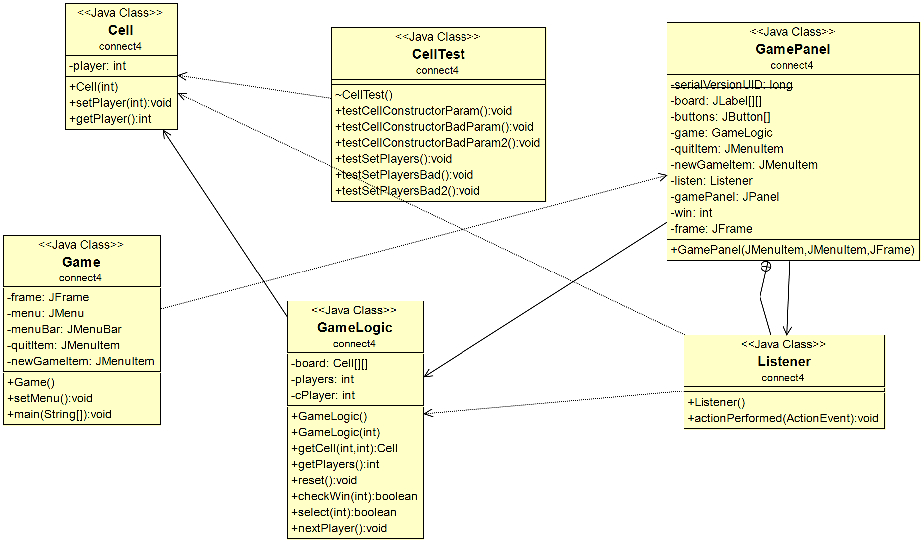 <<Java Class>>
Cell
connect4
-player: int
+Cell(int)
+setPlayer(int):void
+getPlayer():int
<<Java Class>>
CellTest
connect4
~CellTest()
+testCellConstructorParam():void
+testCellConstructorBadParam():void
+testCellConstructorBadParam2():void
+testSetPlayers():void
+testSetPlayersBad():void
+testSetPlayersBad2():void
<<Java Class>>
GamePanel
connect4
-serialVersionUID: long
-board: JLabel[][]
-buttons: JButton[]
-game: GameLogic
-quitItem: JMenuItem
-newGameItem: JMenuItem
-listen: Listener
-gamePanel: JPanel
-win: int
-frame: JFrame
+GamePanel(JMenuItem,JMenuItem,JFrame)
<<Java Class>>
Game
connect4
-frame: JFrame
-menu: JMenu
-menuBar: JMenuBar
-quitItem: JMenuItem
-newGameItem: JMenuItem
+Game()
+setMenu():void
+main(String[]):void
<<Java Class>>
GameLogic
connect4
-board: Cell[][]
-players: int
-cPlayer: int
+GameLogic()
+GameLogic(int)
+getCell(int,int):Cell
+getPlayers():int
+reset():void
+checkWin(int):boolean
+select(int):boolean
+nextPlayer():void
<<Java Class>>
Listener
connect4
+Listener()
+actionPerformed(ActionEvent):void